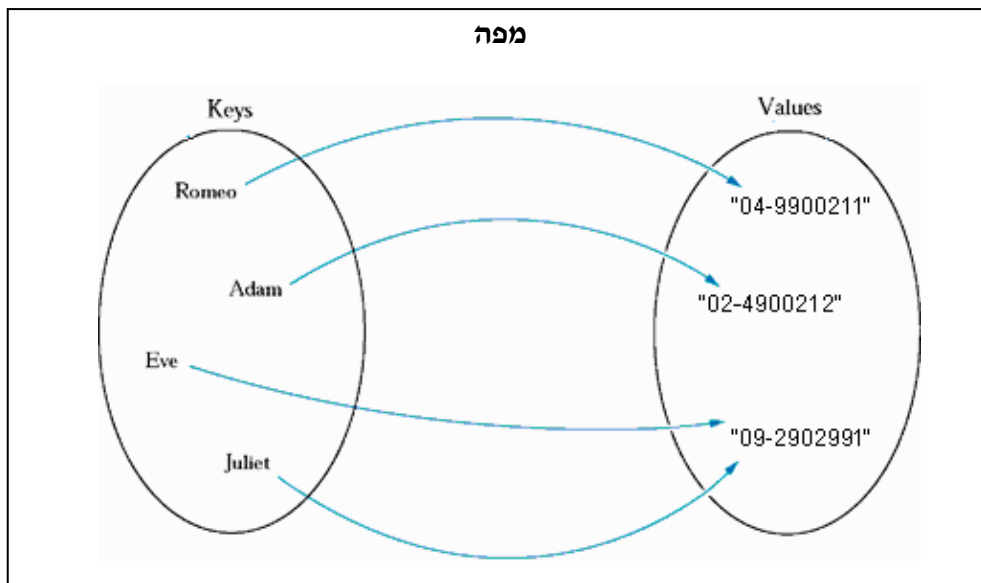 מפה
Keys
Values
Romeo
"04-9900211"
Adam
"02-4900212"
Eve
"09-2902991"
Juliet